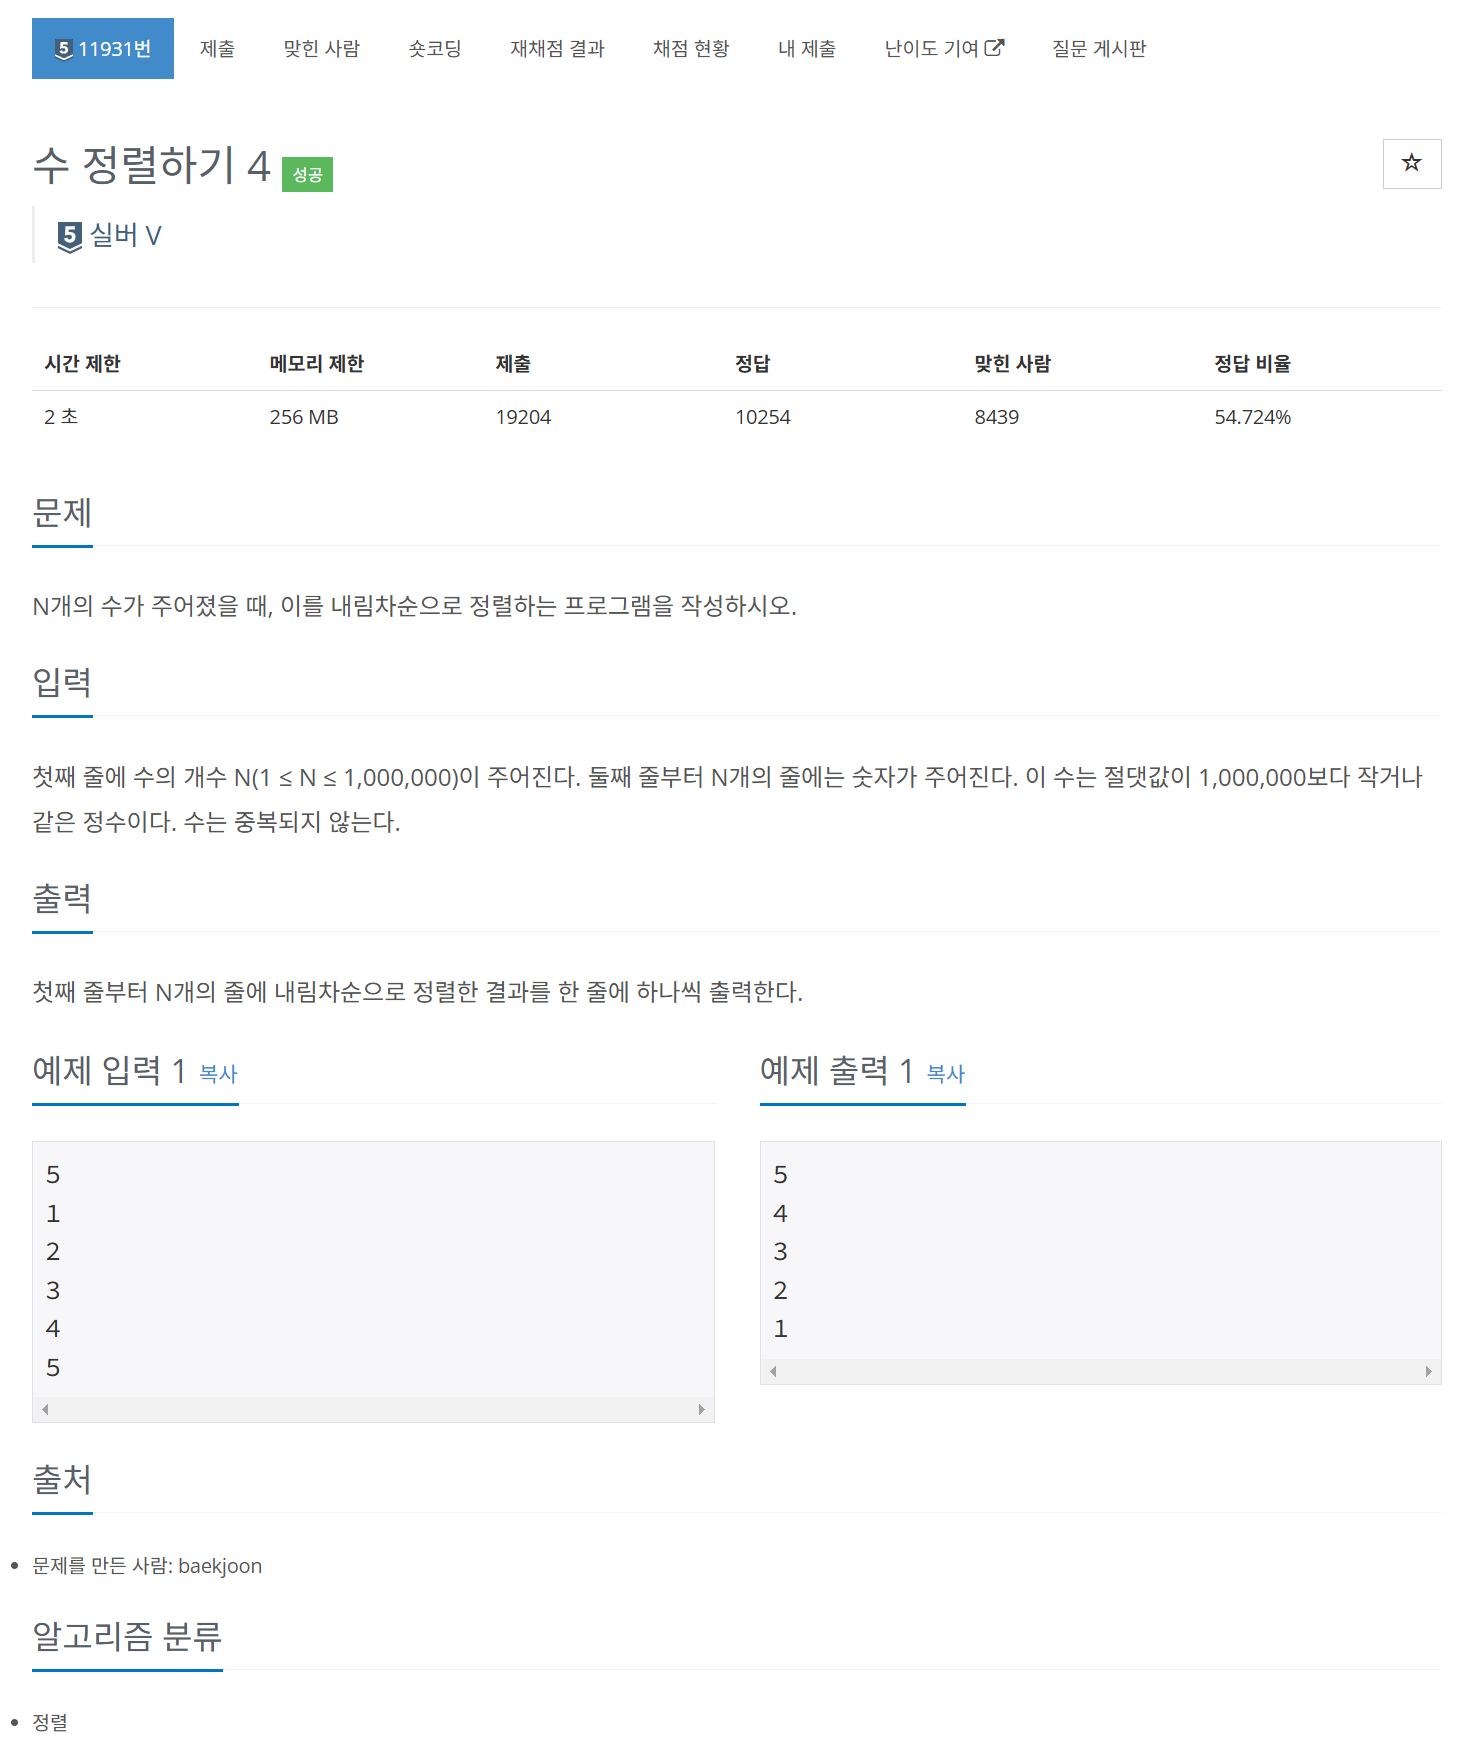 5 11931번 제출 맞힌 사람 숏코딩 재채점 결과 채점 현황 내 제출 난이도 기여 질문 게시판
수 정렬하기 4 성공
5 실버 V
시간 제한 메모리 제한 제출 정답 맞힌 사람 정답 비율
2 초 256 MB 19204 10254 8439 54.724%
문제
N개의 수가 주어졌을 때, 이를 내림차순으로 정렬하는 프로그램을 작성하시오.
입력
첫째 줄에 수의 개수 N(1 ≤ N ≤ 1,000,000)이 주어진다. 둘째 줄부터 N개의 줄에는 숫자가 주어진다. 이 수는 절댓값이 1,000,000보다 작거나
같은 정수이다. 수는 중복되지 않는다.
출력
첫째 줄부터 N개의 줄에 내림차순으로 정렬한 결과를 한 줄에 하나씩 출력한다.
예제 입력 1 복사
5
1
2
3
4
5
예제 출력 1 복사
5
4
3
2
1
출처
문제를 만든 사람: baekjoon
알고리즘 분류
정렬